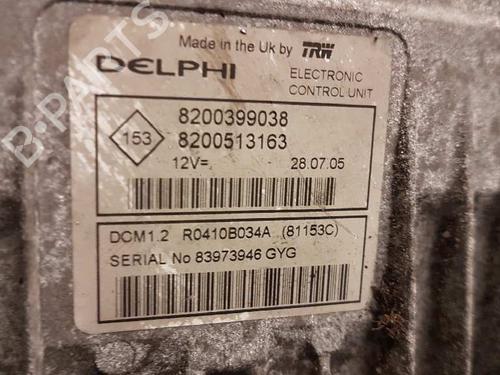 Made in the Uk by TRW
DELPHI
ELECTRONIC
CONTROL UNIT
153
8200399038
8200513163
12V=
28.07.05
DCM1.2 R0410B034A (81153C)
SERIAL No 83973946 GYG
B-PARTS